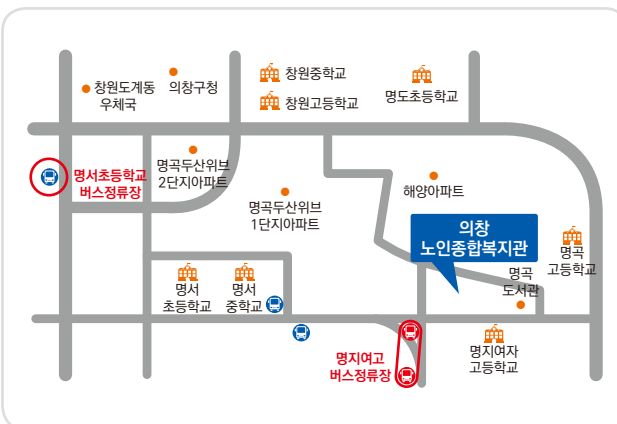 창원중학교
창원고등학교
명도초등학교
창원도계동
우체국
의창구청
명서초등학교
버스정류장
명곡두산위브
2단지아파트
명곡두산위브
1단지아파트
해양아파트
의창
노인종합복지관
명곡
고등학교
명곡
도서관
명서
초등학교
명서
중학교
명지여고
버스정류장
명지여자
고등학교